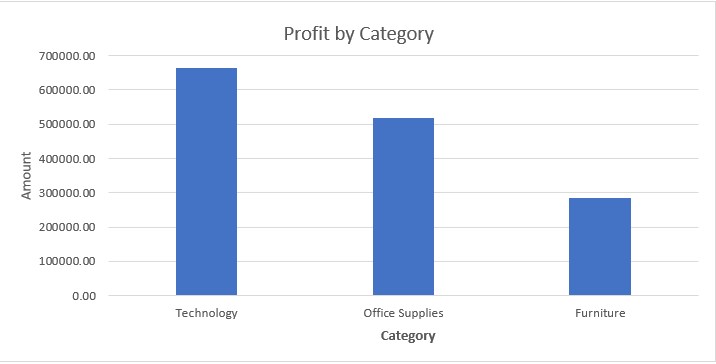 Profit by Category
700000.00
600000.00
500000.00
400000.00
300000.00
200000.00
100000.00
0.00
Amount
Technology Office Supplies Furniture
Category